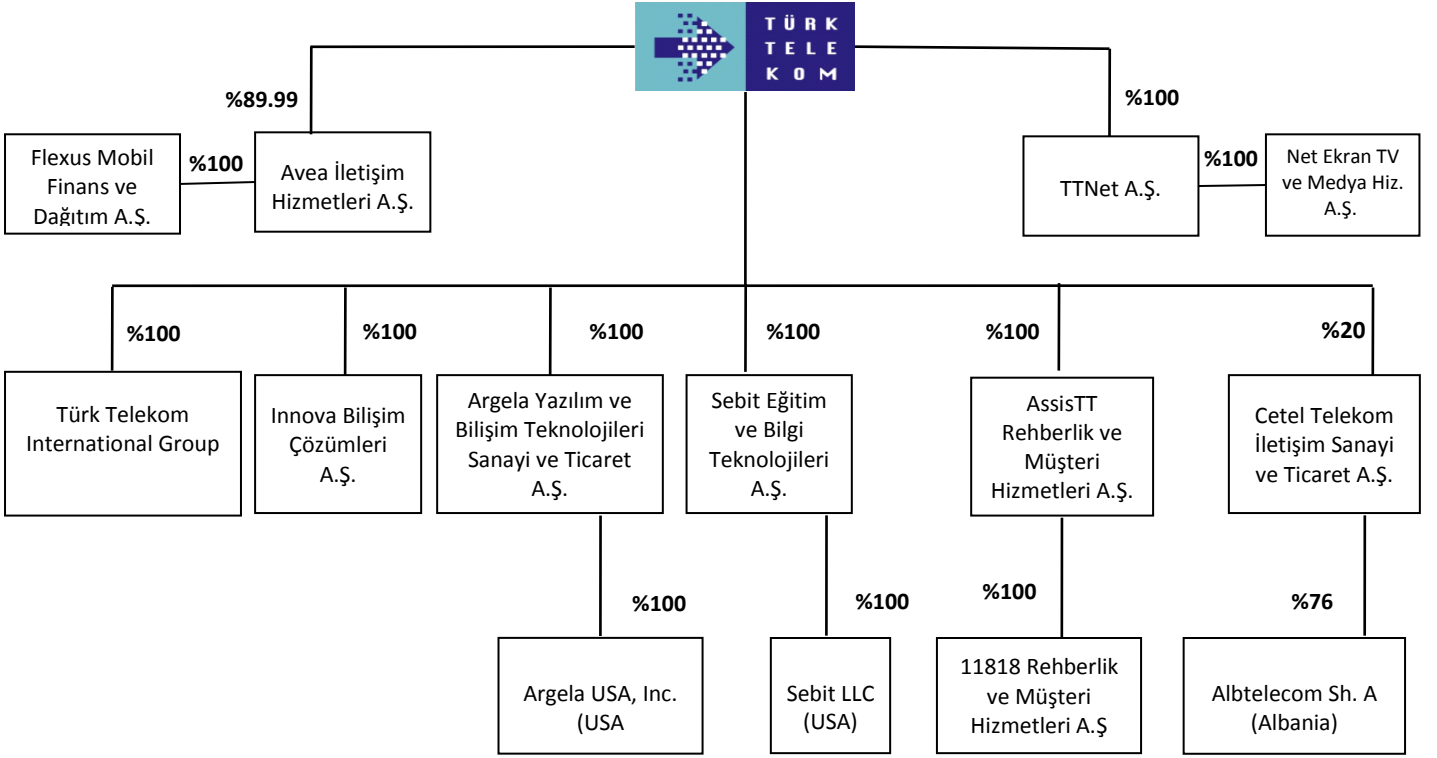 TÜRK
TELE
KOM
%89.99
%100
Flexus Mobil
Finans ve
Dağıtım A.Ş.
%100
Avea İletişim
Hizmetleri A.Ş.
TTNet A.Ş.
%100
Net Ekran TV
ve Medya Hiz.
A.Ş.
%100
%100
%100
%100
%100
%20
Türk Telekom
International Group
Innova Bilişim
Çözümleri
A.Ş.
Argela Yazılım ve
Bilişim Teknolojileri
Sanayi ve Ticaret
A.Ş.
Sebit Eğitim
ve Bilgi
Teknolojileri
A.Ş.
AssisTT
Rehberlik ve
Müşteri
Hizmetleri A.Ş.
Cetel Telekom
İletişim Sanayi
ve Ticaret A.Ş.
%100
%100
%100
%76
Argela USA, Inc.
(USA
Sebit LLC
(USA)
11818 Rehberlik
ve Müşteri
Hizmetleri A.Ş
Albtelecom Sh. A
(Albania)